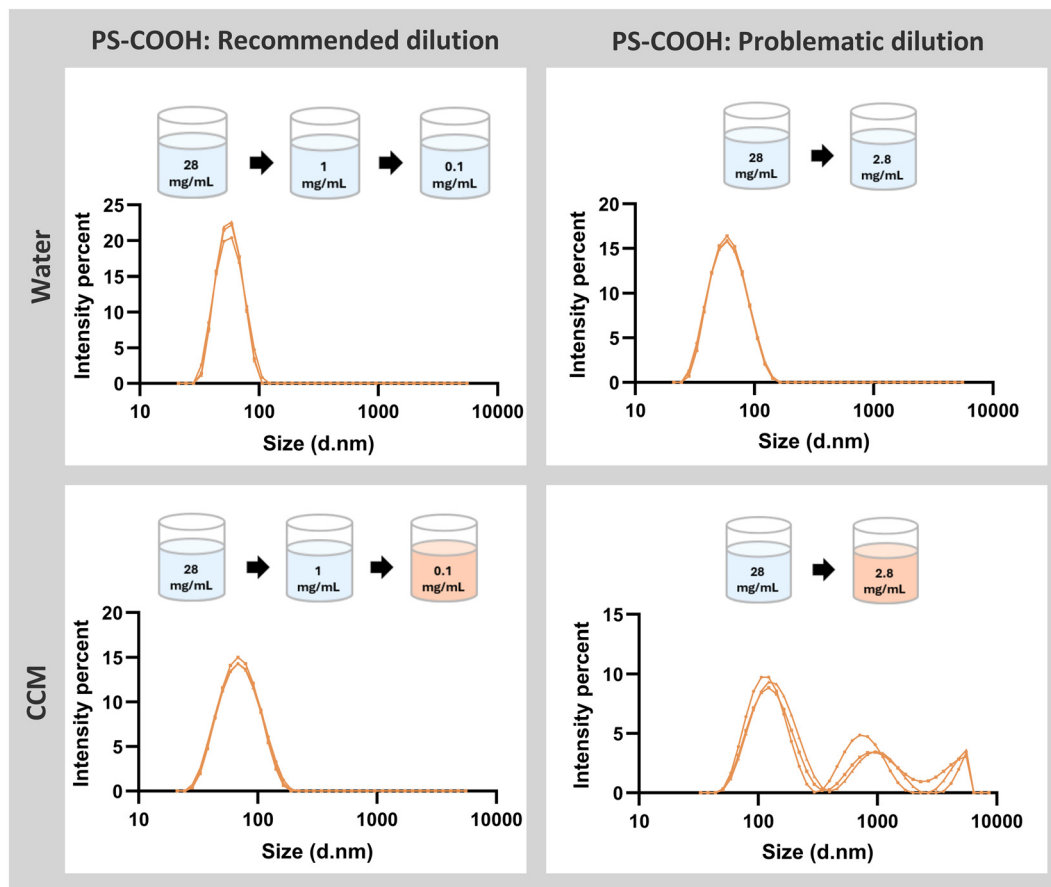 PS-COOH: Recommended dilution
PS-COOH: Problematic dilution
Water
28
mg/mL
1
mg/mL
0.1
mg/mL
Intensity percent
25
20
15
10
5
0
10
100
1000
10000
Size (d.nm)
28
mg/mL
2.8
mg/mL
Intensity percent
20
15
10
5
0
10
100
1000
10000
Size (d.nm)
CCM
28
mg/mL
1
mg/mL
0.1
mg/mL
Intensity percent
20
15
10
5
0
10
100
1000
10000
Size (d.nm)
28
mg/mL
2.8
mg/mL
Intensity percent
15
10
5
0
10
100
1000
10000
Size (d.nm)